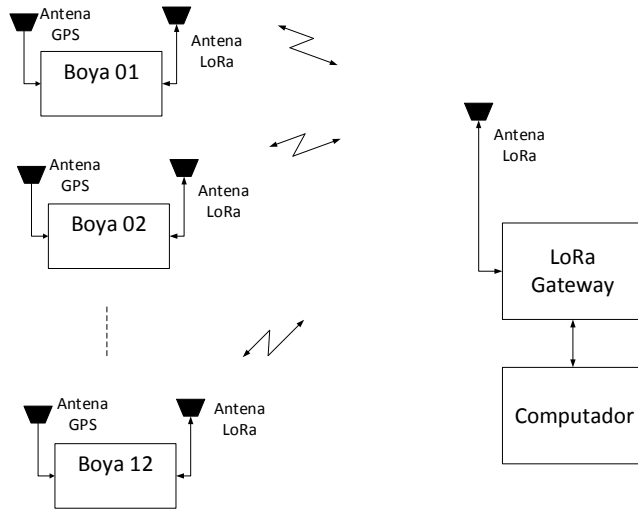 Antena
GPS
Antena
LoRa
Boya 01
Antena
GPS
Antena
LoRa
Boya 02
Antena
GPS
Antena
LoRa
Boya 12
Antena
LoRa
LoRa
Gateway
Computador